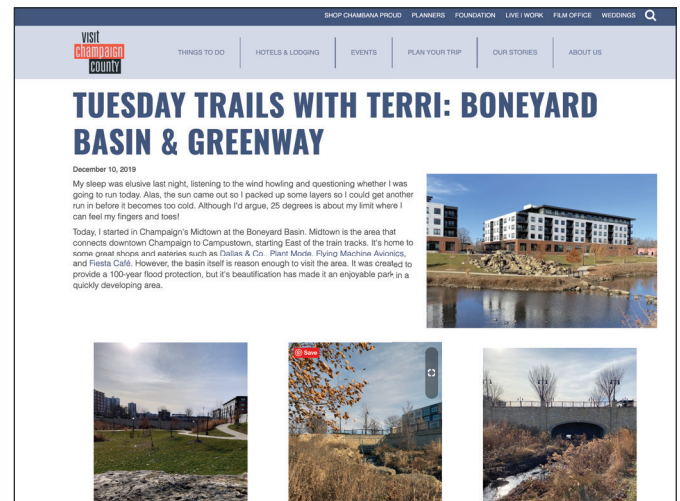 SHOP CHAMBANA PROUD PLANNERS FOUNDATION LIVE | WORK FILM OFFICE WEDDINGS
visit
champaign
county
THINGS TO DO HOTELS & LODGING EVENTS PLAN YOUR TRIP OUR STORIES ABOUT US
TUESDAY TRAILS WITH TERRI: BONEYARD
BASIN & GREENWAY
December 10, 2019
My sleep was elusive last night, listening to the wind howling and questioning whether I was
going to run today. Alas, the sun came out so I packed up some layers so I could get another
run in before it becomes too cold. Although I'd argue, 25 degrees is about my limit where I
can feel my fingers and toes!
Today, I started in Champaign's Midtown at the Boneyard Basin. Midtown is the area that
connects downtown Champaign to Campustown, starting East of the train tracks. It's home to
some great shops and eateries such as Dallas & Co., Plant Mode, Flying Machine Avionics,
and Fiesta Café. However, the basin itself is reason enough to visit the area. It was created to
provide a 100-year flood protection, but it's beautification has made it an enjoyable park in a
quickly developing area.
Save